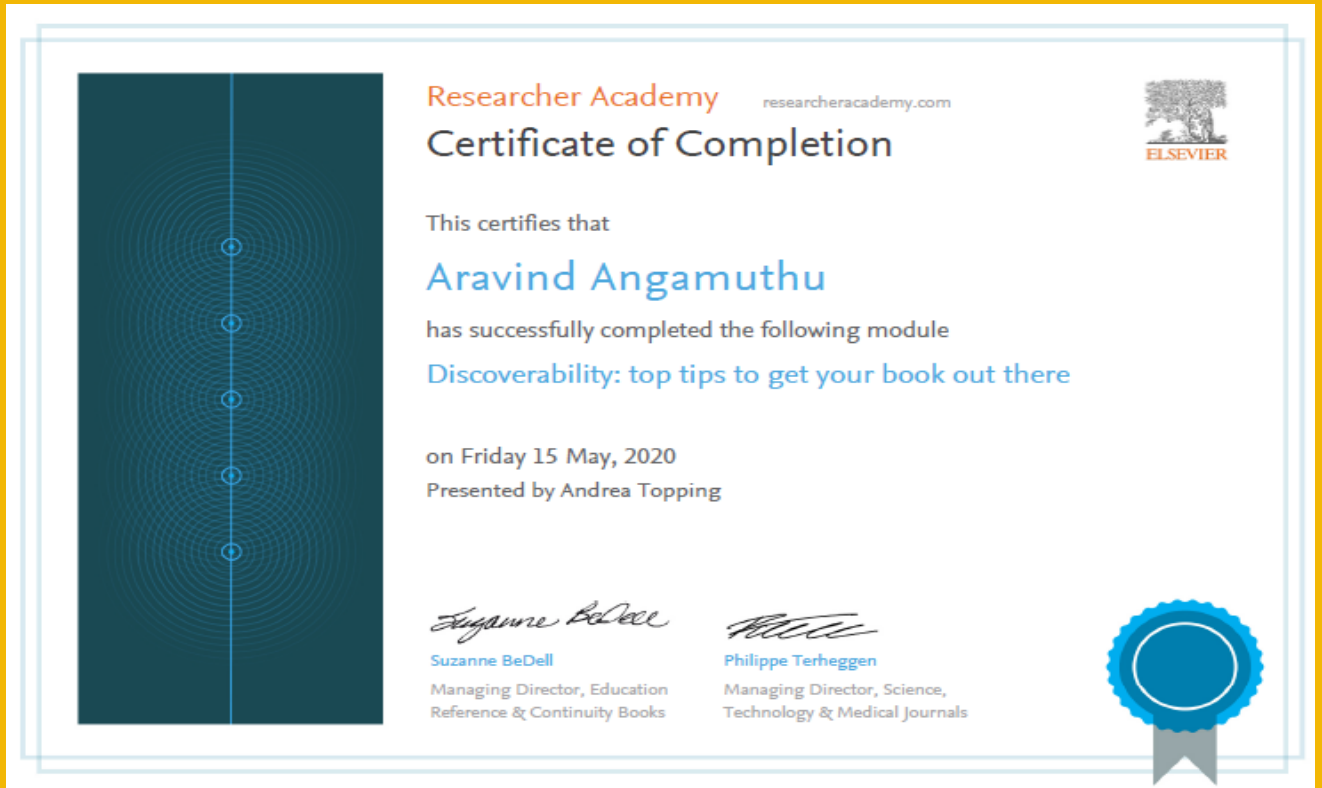 Researcher Academy researcheracademy.com
Certificate of Completion
ELSEVIER
This certifies that
Aravind Angamuthu
has successfully completed the following module
Discoverability: top tips to get your book out there
on Friday 15 May, 2020
Presented by Andrea Topping
Suzanne BeDell
Suzanne BeDell
Philippe Terheggen
Managing Director, Education
Managing Director, Science,
Reference & Continuity Books
Technology & Medical Journals